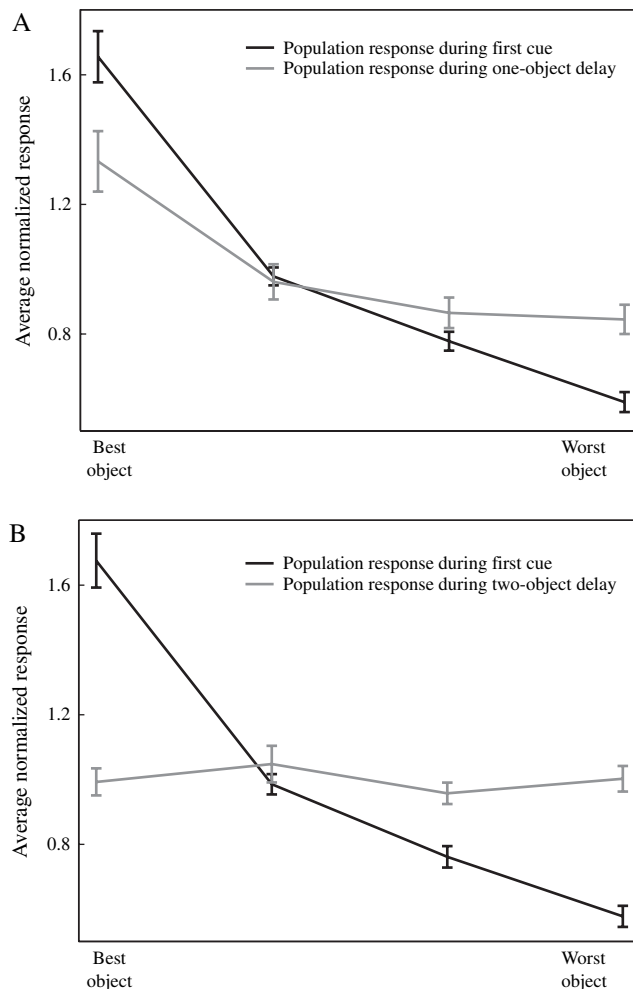 A
Population response during first cue
Population response during one-object delay
1.6
1.2
0.8
Average normalized response
Best
object
Worst
object
B
Population response during first cue
Population response during two-object delay
1.6
1.2
0.8
Average normalized response
Best
object
Worst
object